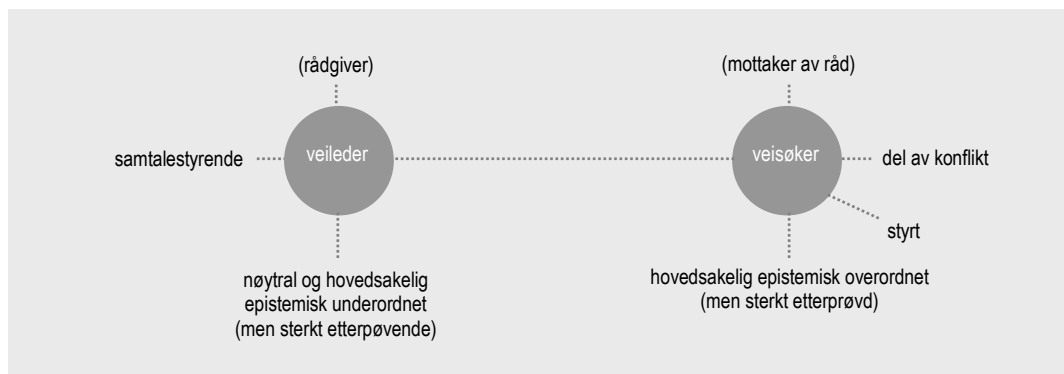 (rådgiver)
(mottaker av råd)
samtalestyrende
veileder
veisøker
del av konflikt
styrt
nøytral og hovedsakelig
epistemisk underordnet
(men sterkt etterpøvende)
hovedsakelig epistemisk overordnet
(men sterkt etterprøvd)